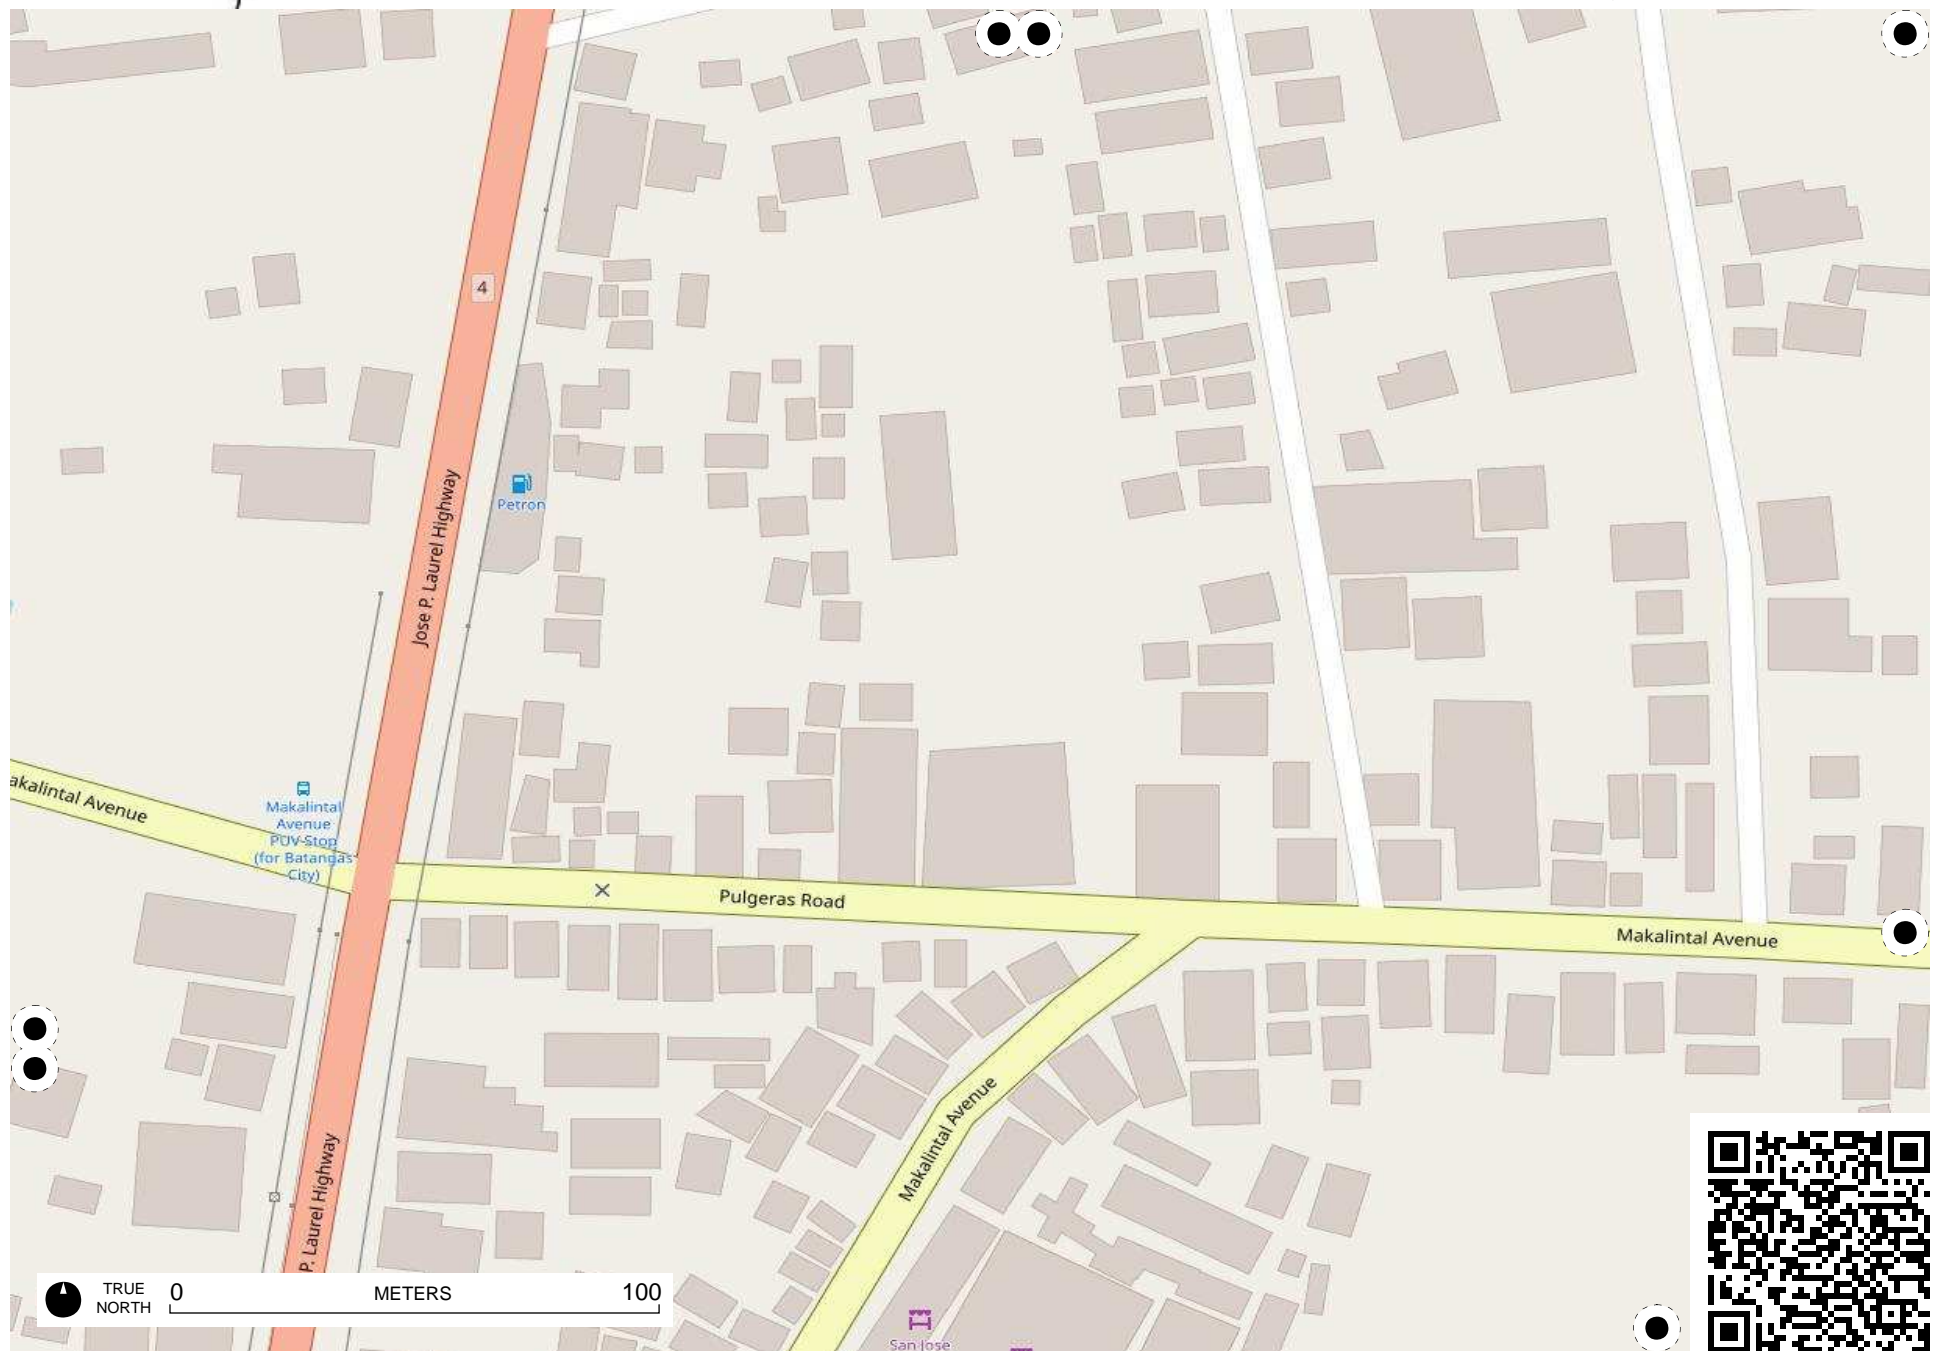 4
Jose P. Laurel Highway
Petron
akalintal Avenue
Makalintal
Avenue
PUV Stop
(for Batangas
City)
Pulgeras Road
Makalintal Avenue
Makalintal Avenue
P. Laurel Highway
TRUE
NORTH
0 METERS 100
San Jose